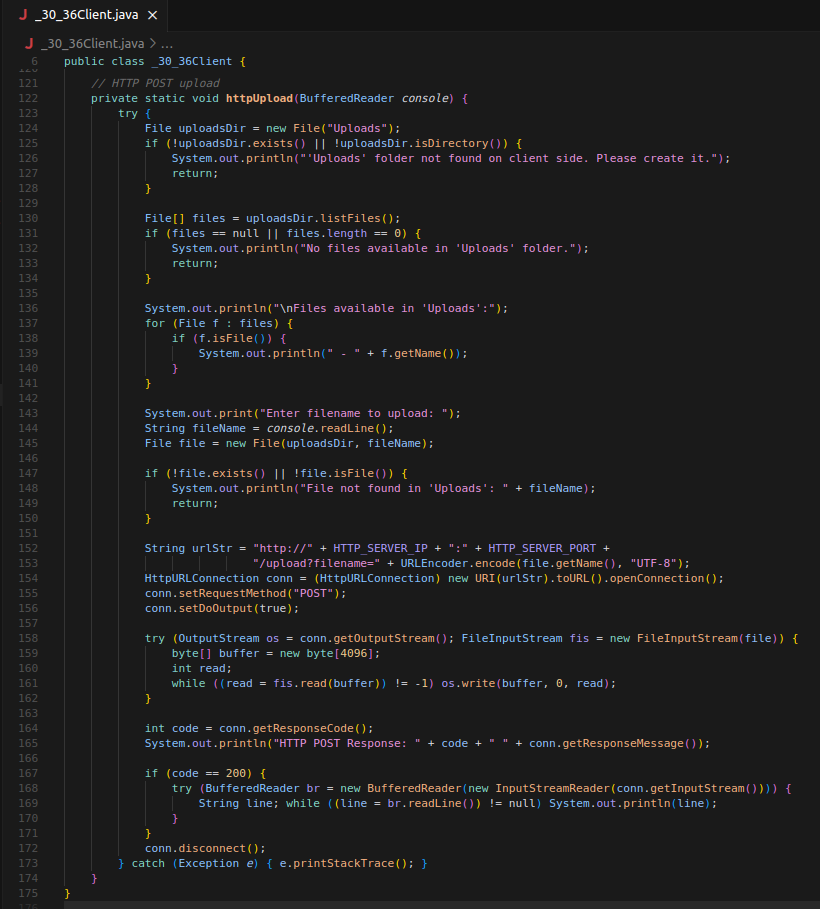 J _30_36Client.java ×
J _30_36Client.java > ...
6 public class _30_36Client {
121 // HTTP POST upload
122 private static void httpUpload(BufferedReader console) {
123 try {
124 File uploadsDir = new File("Uploads");
125 if (!uploadsDir.exists() || !uploadsDir.isDirectory()) {
126 System.out.println("'Uploads' folder not found on client side. Please create it.");
127 return;
128 }
129
130 File[] files = uploadsDir.listFiles();
131 if (files == null || files.length == 0) {
132 System.out.println("No files available in 'Uploads' folder.");
133 return;
134 }
135
136 System.out.println("\nFiles available in 'Uploads':");
137 for (File f : files) {
138 if (f.isFile()) {
139 System.out.println(" - " + f.getName());
140 }
141 }
142
143 System.out.print("Enter filename to upload: ");
144 String fileName = console.readLine();
145 File file = new File(uploadsDir, fileName);
146
147 if (!file.exists() || !file.isFile()) {
148 System.out.println("File not found in 'Uploads': " + fileName);
149 return;
150 }
151
152 String urlStr = "http://" + HTTP_SERVER_IP + ":" + HTTP_SERVER_PORT +
153 "/upload?filename=" + URLEncoder.encode(file.getName(), "UTF-8");
154 HttpURLConnection conn = (HttpURLConnection) new URI(urlStr).toURL().openConnection();
155 conn.setRequestMethod("POST");
156 conn.setDoOutput(true);
157
158 try (OutputStream os = conn.getOutputStream(); FileInputStream fis = new FileInputStream(file)) {
159 byte[] buffer = new byte[4096];
160 int read;
161 while ((read = fis.read(buffer)) != -1) os.write(buffer, 0, read);
162 }
163
164 int code = conn.getResponseCode();
165 System.out.println("HTTP POST Response: " + code + " " + conn.getResponseMessage());
166
167 if (code == 200) {
168 try (BufferedReader br = new BufferedReader(new InputStreamReader(conn.getInputStream()))) {
169 String line; while ((line = br.readLine()) != null) System.out.println(line);
170 }
171 }
172 conn.disconnect();
173 } catch (Exception e) { e.printStackTrace(); }
174 }
175 }
176